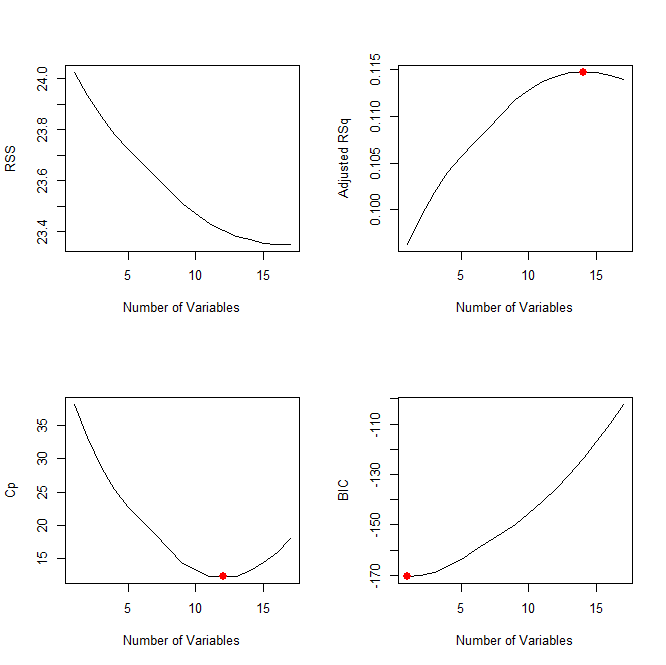 RSS
24.0
23.8
23.6
23.4
5 10 15
Number of Variables
Adjusted RSq
0.115
0.110
0.105
0.100
5 10 15
Number of Variables
Cp
35
30
25
20
15
5 10 15
Number of Variables
BIC
-110
-130
-150
-170
5 10 15
Number of Variables